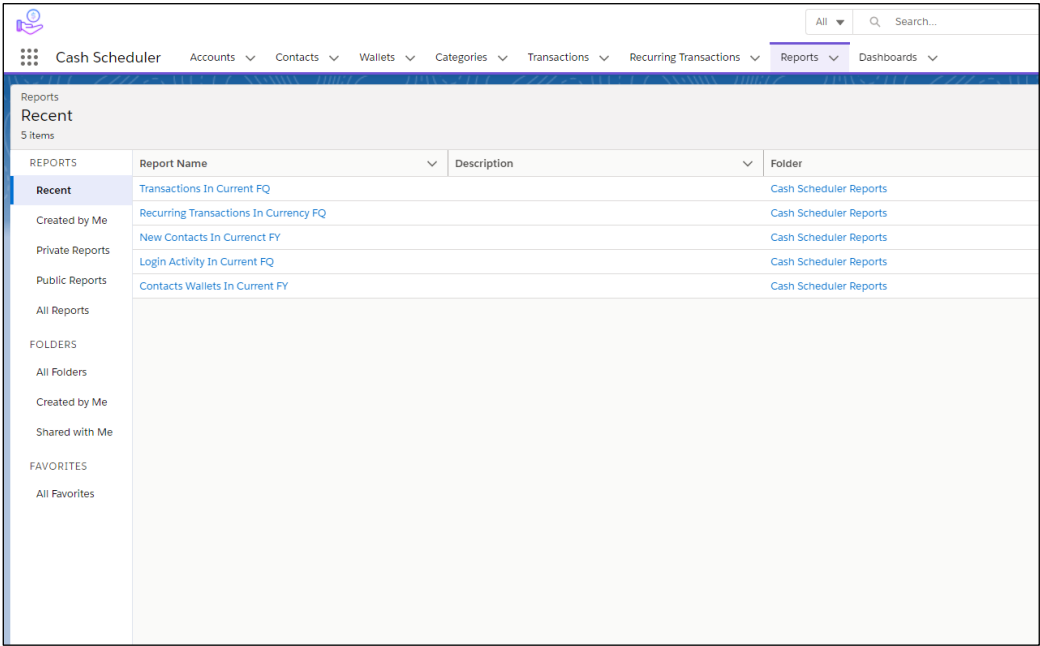 All Search...
Cash Scheduler Accounts Contacts Wallets Categories Transactions Recurring Transactions Reports Dashboards
Reports
Recent
5 items
REPORTS Report Name Description Folder
Recent Transactions In Current FQ Cash Scheduler Reports
Created by Me Recurring Transactions In Currency FQ Cash Scheduler Reports
Private Reports New Contacts In Currenct FY Cash Scheduler Reports
Public Reports Login Activity In Current FQ Cash Scheduler Reports
All Reports Contacts Wallets In Current FY Cash Scheduler Reports
FOLDERS
All Folders
Created by Me
Shared with Me
FAVORITES
All Favorites